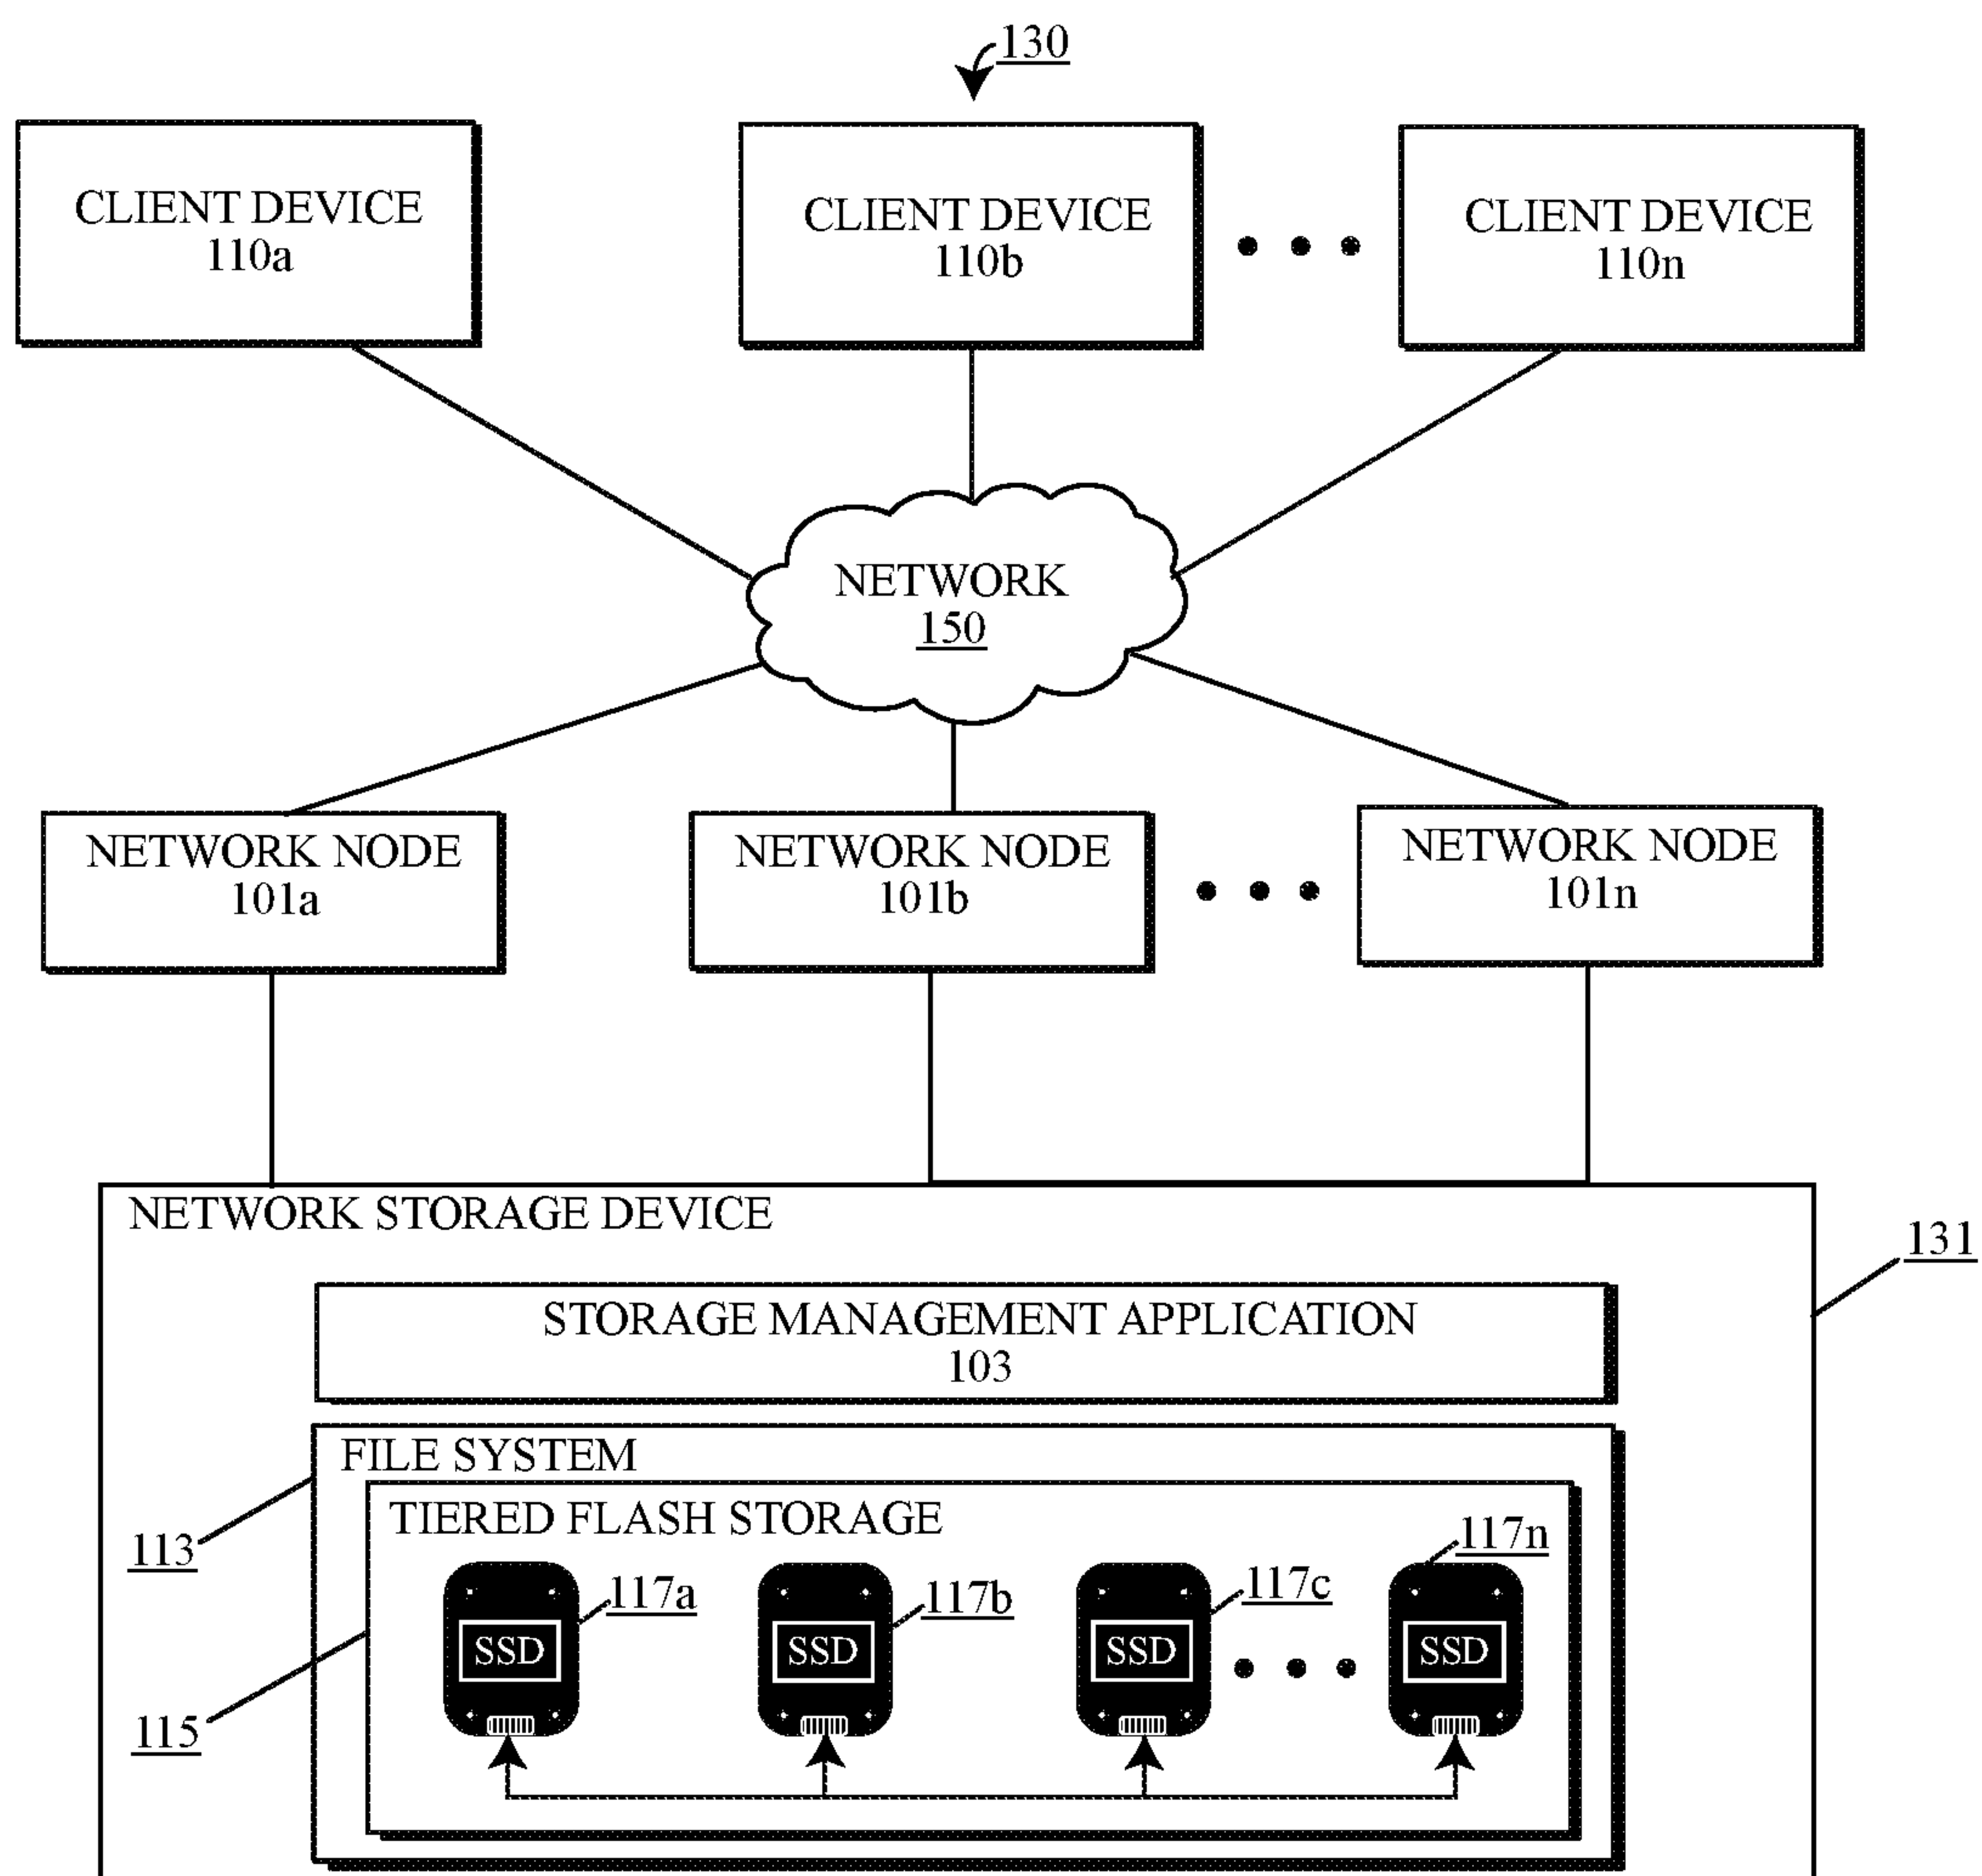 130
CLIENT DEVICE
110a
CLIENT DEVICE
110b
CLIENT DEVICE
110n
NETWORK
150
NETWORK NODE
101a
NETWORK NODE
101b
NETWORK NODE
101n
NETWORK STORAGE DEVICE
131
STORAGE MANAGEMENT APPLICATION
103
FILE SYSTEM
113
TIERED FLASH STORAGE
115
117a
117b
117c
117n
SSD
SSD
SSD
SSD